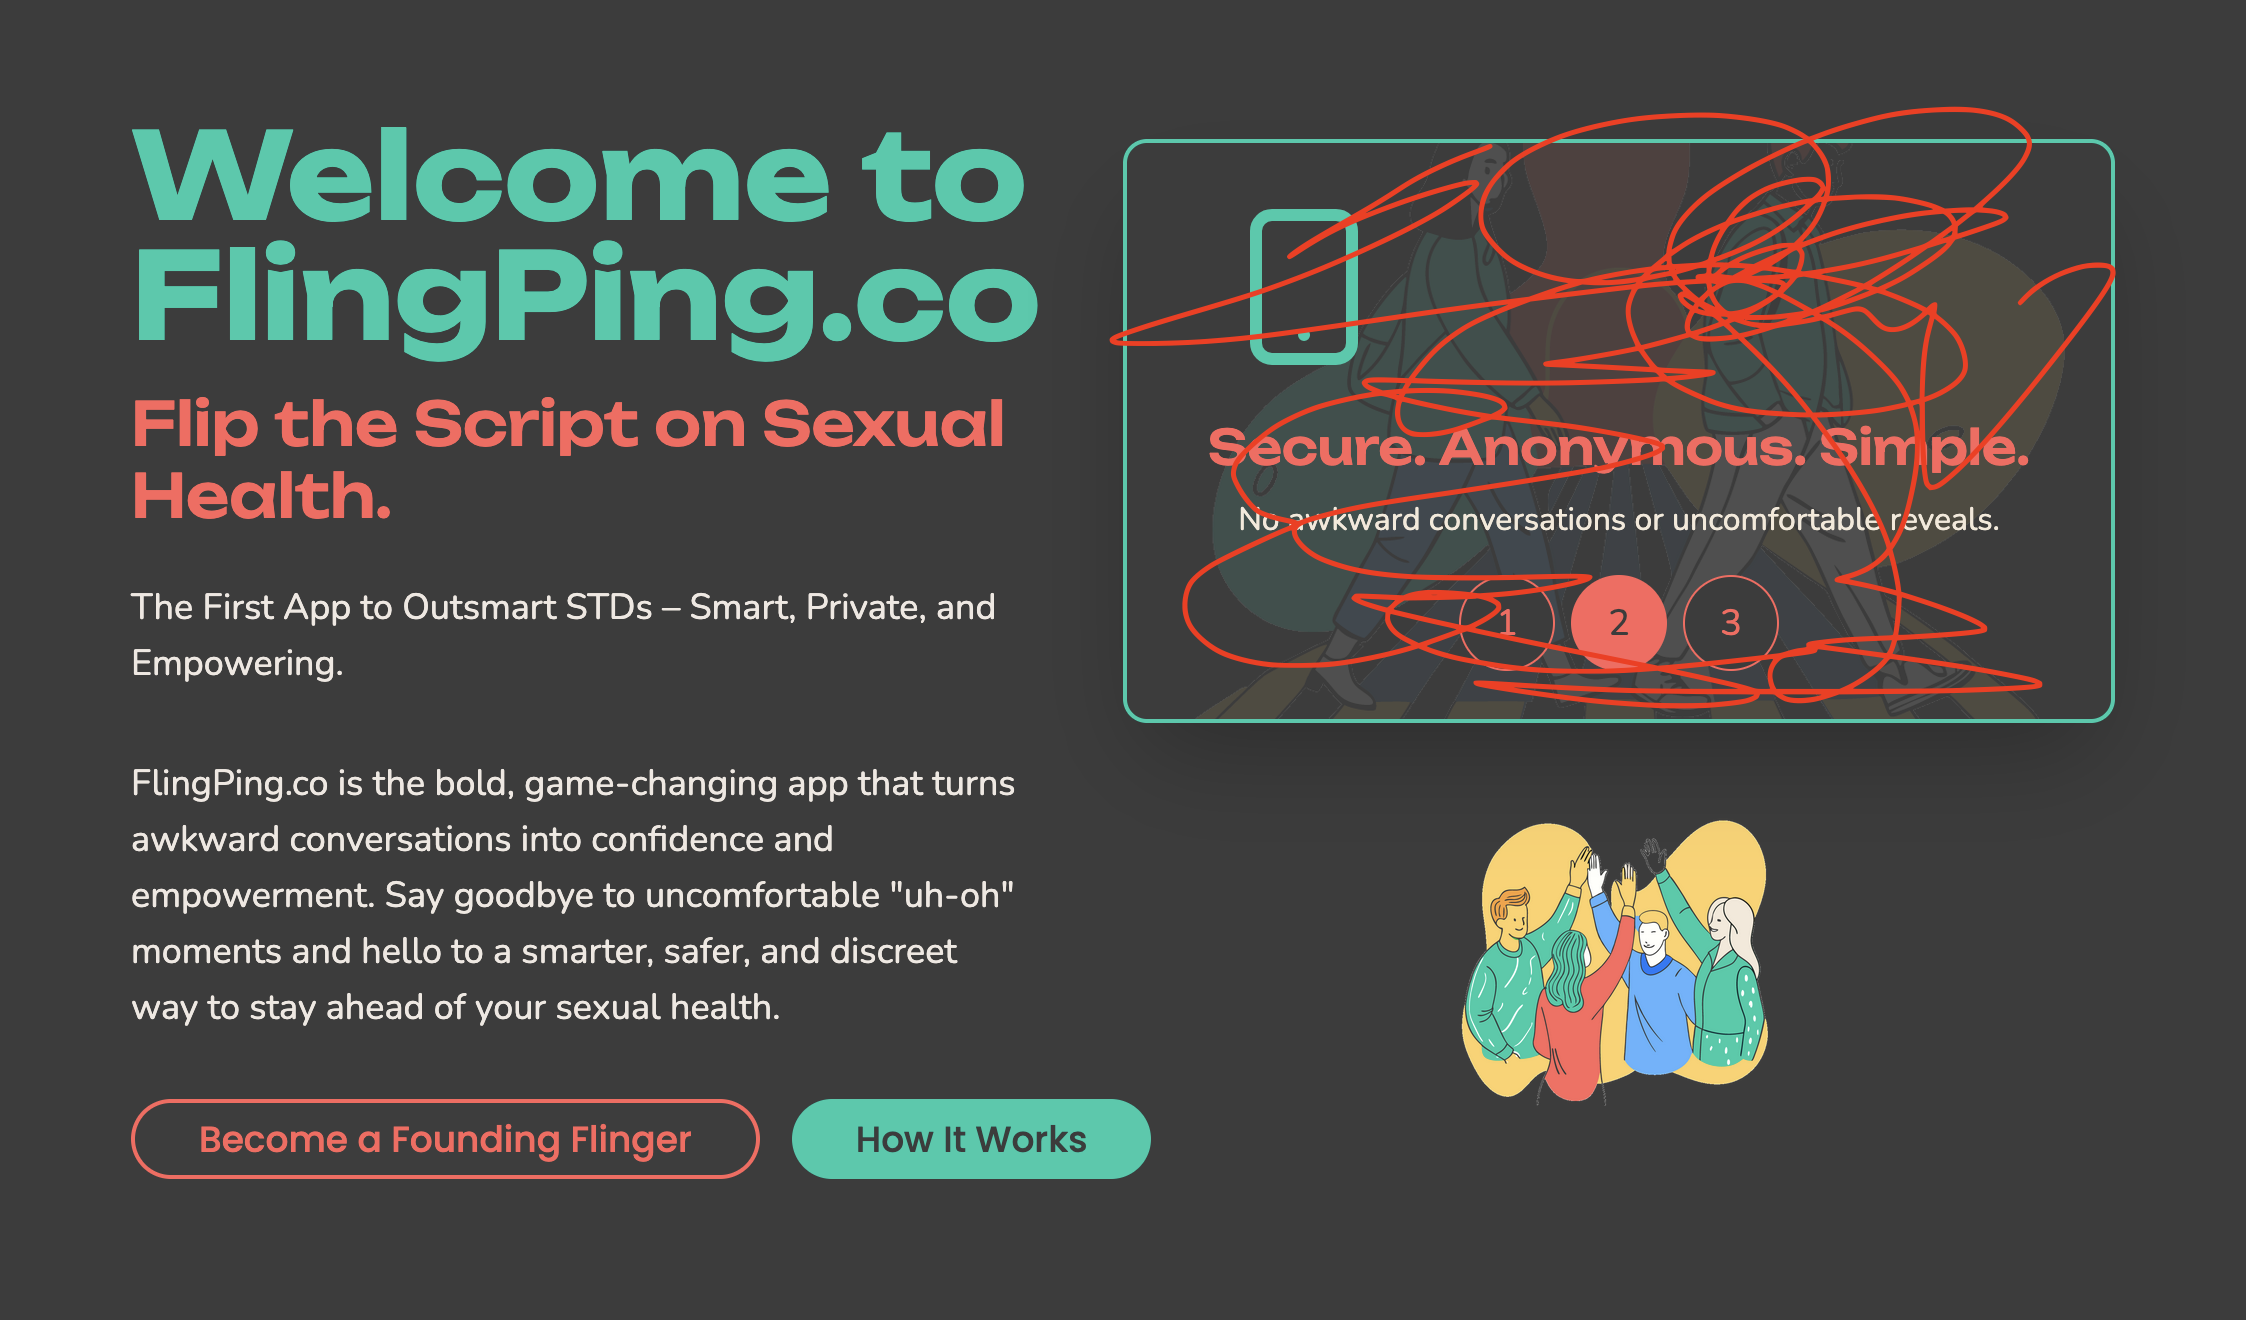 Welcome to
FlingPing.co
Flip the Script on Sexual
Health.
The First App to Outsmart STDs – Smart, Private, and
Empowering.
FlingPing.co is the bold, game-changing app that turns
awkward conversations into confidence and
empowerment. Say goodbye to uncomfortable "uh-oh"
moments and hello to a smarter, safer, and discreet
way to stay ahead of your sexual health.
Become a Founding Flinger
How It Works
Secure. Anonymous. Simple.
No awkward conversations or uncomfortable reveals.
1 2 3